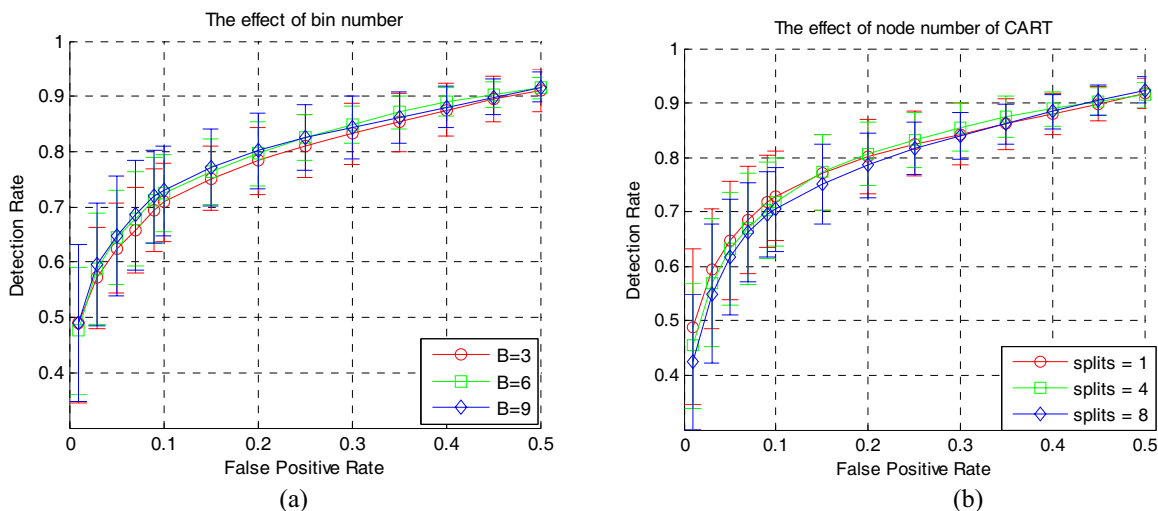 The effect of bin number
1
0.9
0.8
0.7
0.6
0.5
0.4
Detection Rate
0 0.1 0.2 0.3 0.4 0.5
False Positive Rate
B=3
B=6
B=9
(a)
The effect of node number of CART
1
0.9
0.8
0.7
0.6
0.5
0.4
Detection Rate
0 0.1 0.2 0.3 0.4 0.5
False Positive Rate
splits = 1
splits = 4
splits = 8
(b)